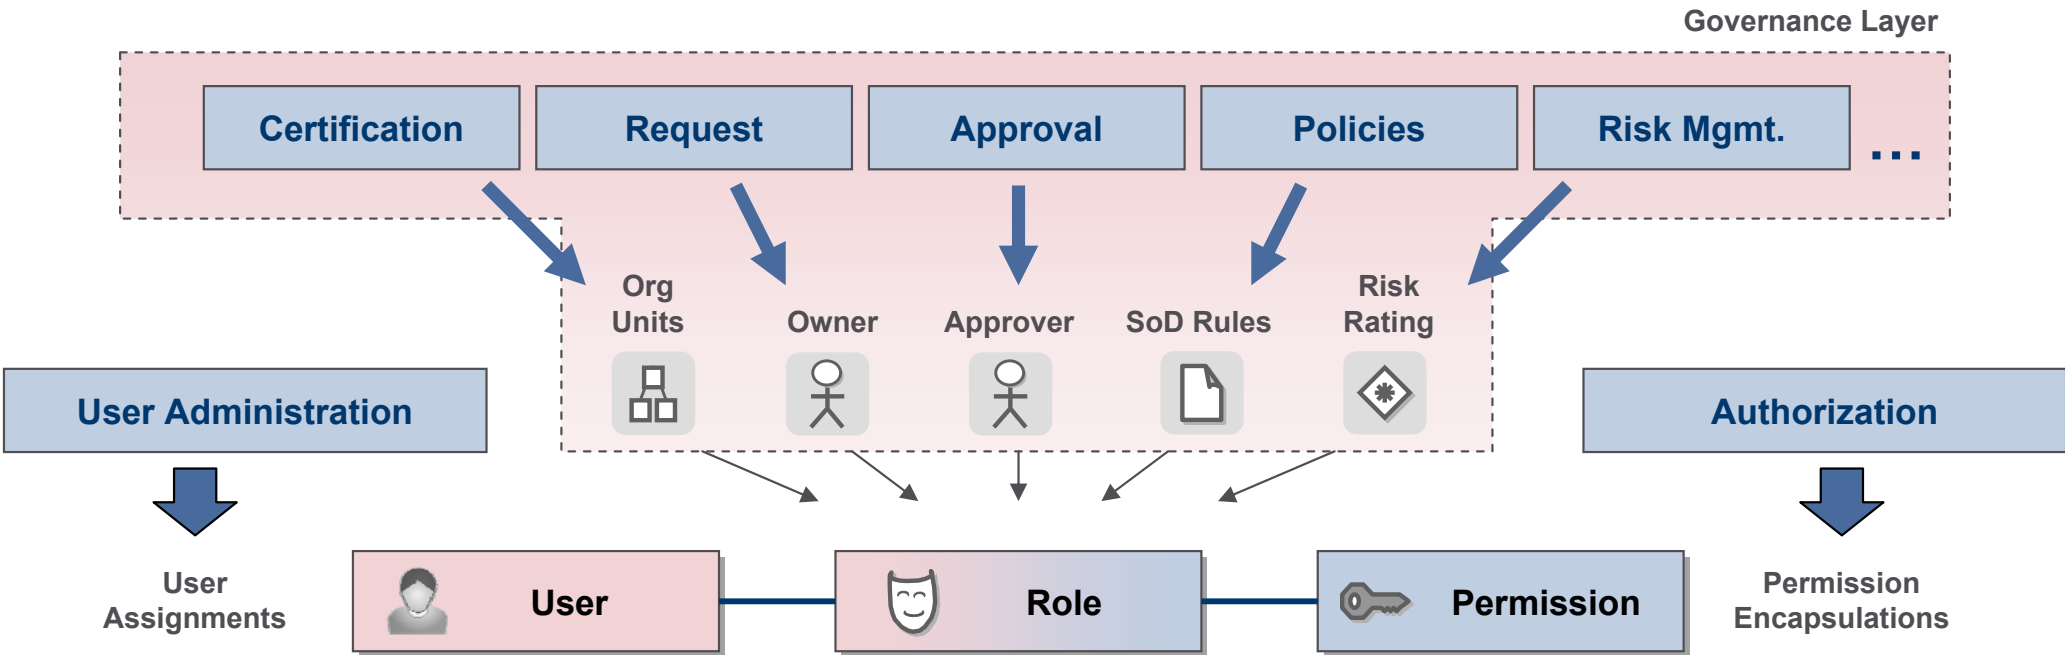 Governance Layer
Certification
Request
Approval
Policies
Risk Mgmt.
...
Org
Units
Owner
Approver
SoD Rules
Risk
Rating
User Administration
Authorization
User
Assignments
User
Role
Permission
Permission
Encapsulations